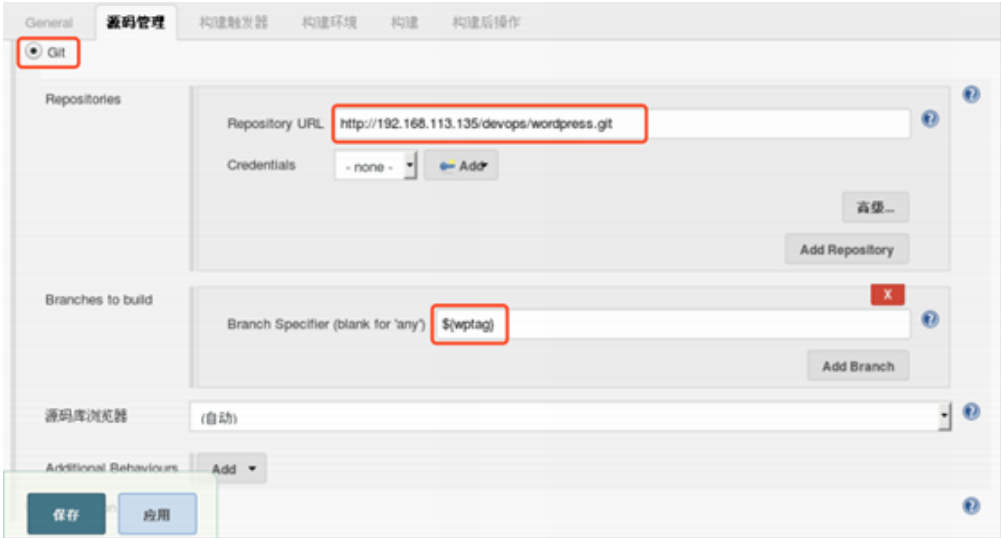 General 源码管理 构建触发器 构建环境 构建 构建后操作
Git
Repositories
Repository URL http://192.168.113.135/devops/wordpress.git
Credentials - none - Add
高级...
Add Repository
Branches to build
X
Branch Specifier (blank for 'any') ${wptag}
Add Branch
源码库浏览器 (自动)
Additional Behaviours Add
保存 应用